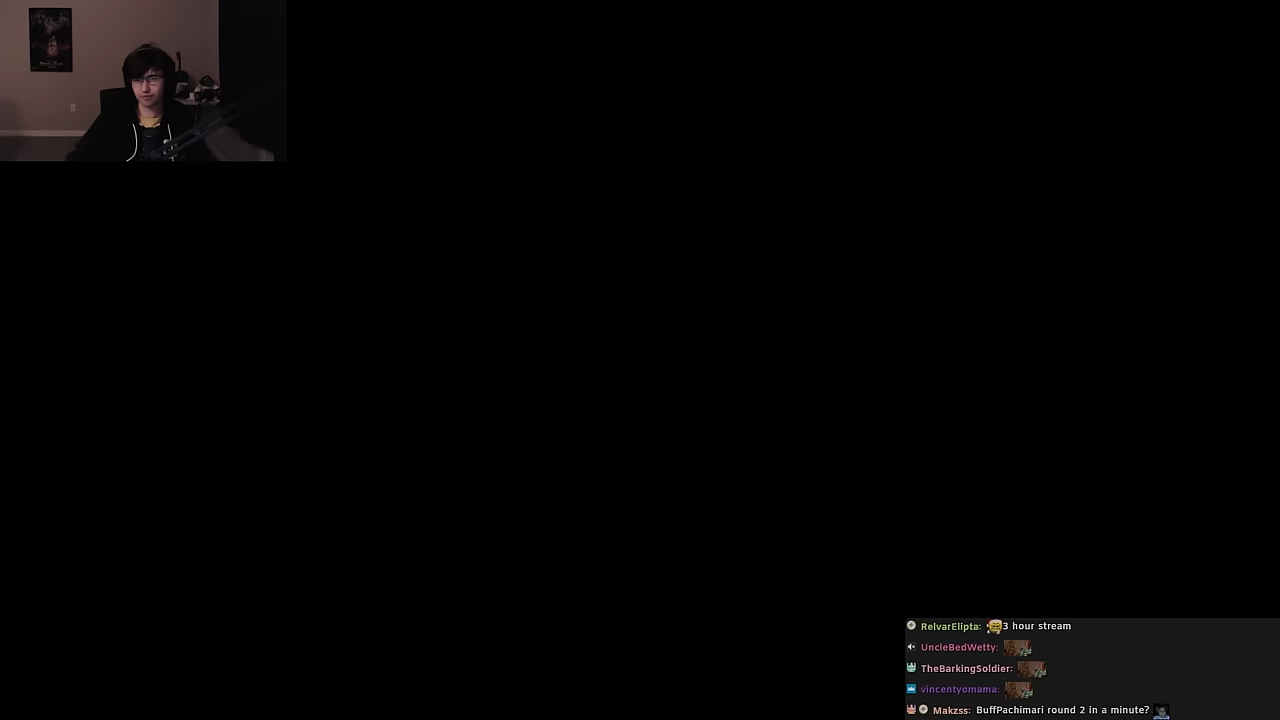 RelvarElipta: 3 hour stream
UncleBedWetty:
TheBarkingSoldier:
vincentyomama:
Makzss: BuffPachimari round 2 in a minute?